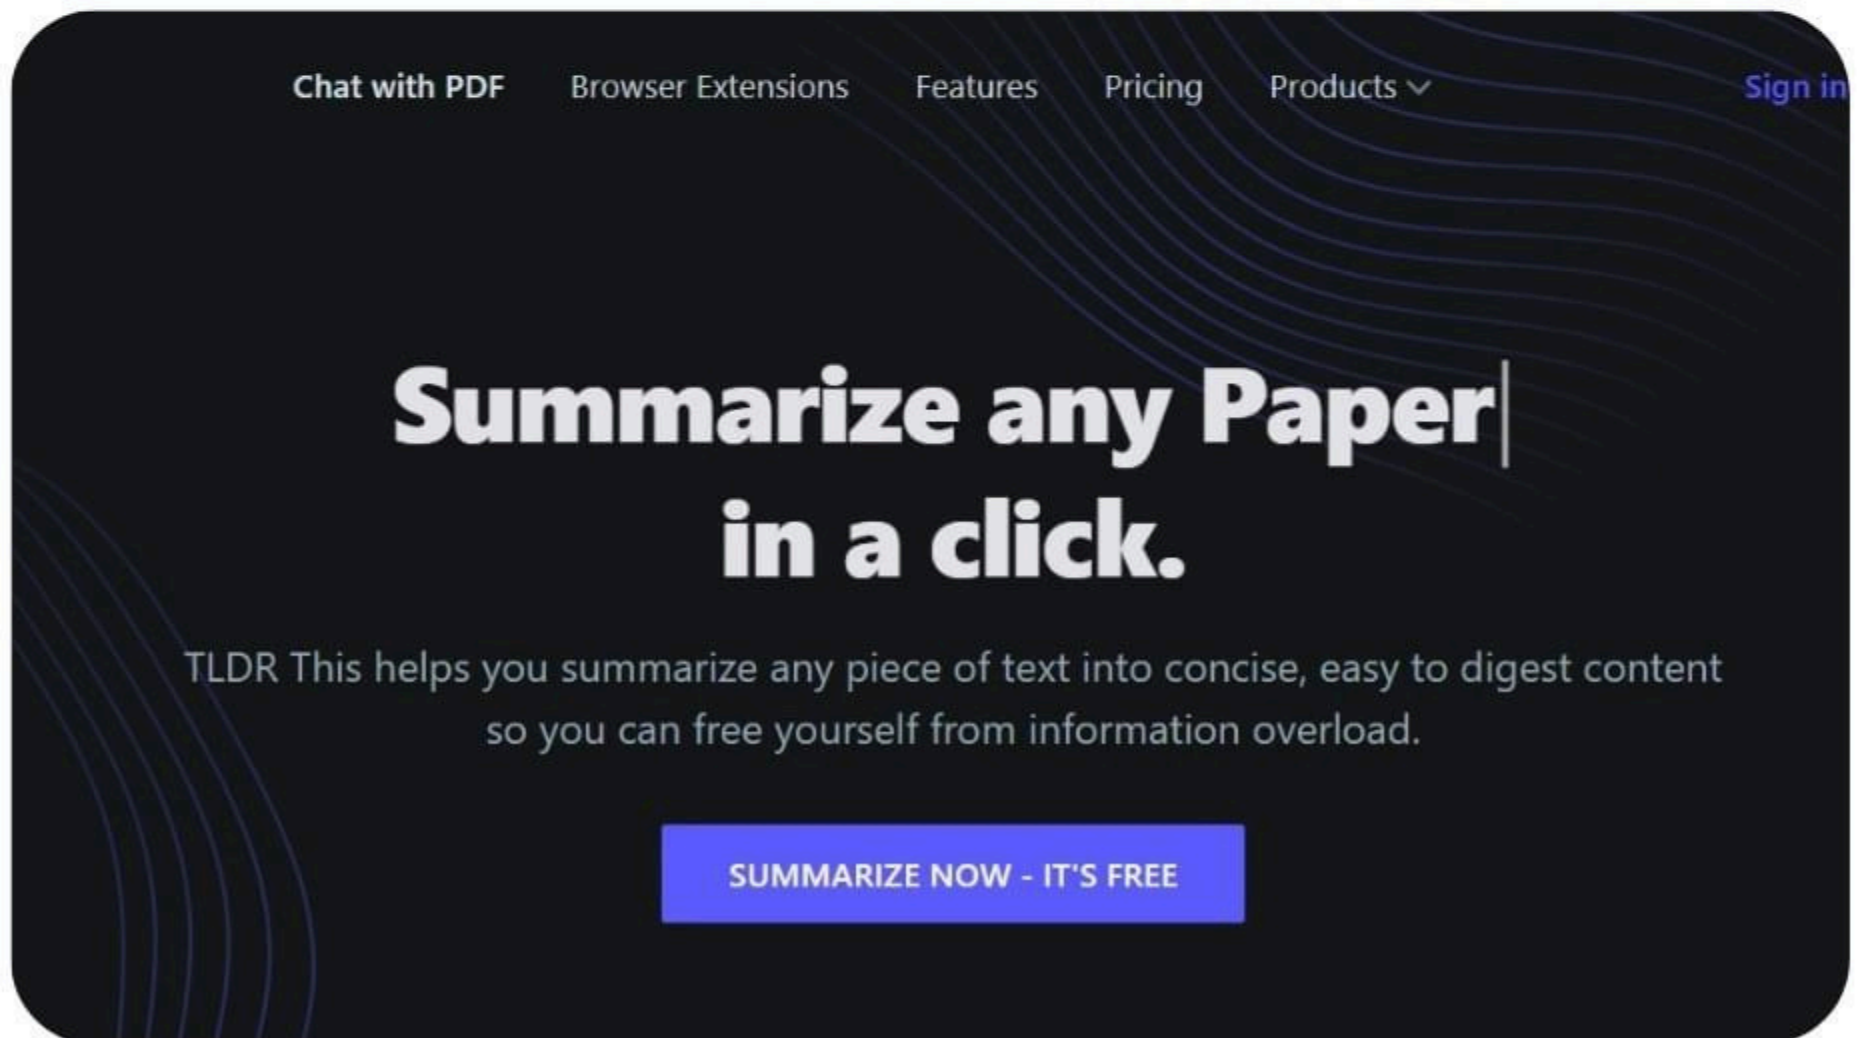 Chat with PDF Browser Extensions Features Pricing Products Sign in
Summarize any Paper
in a click.
TLDR This helps you summarize any piece of text into concise, easy to digest content
so you can free yourself from information overload.
SUMMARIZE NOW - IT'S FREE